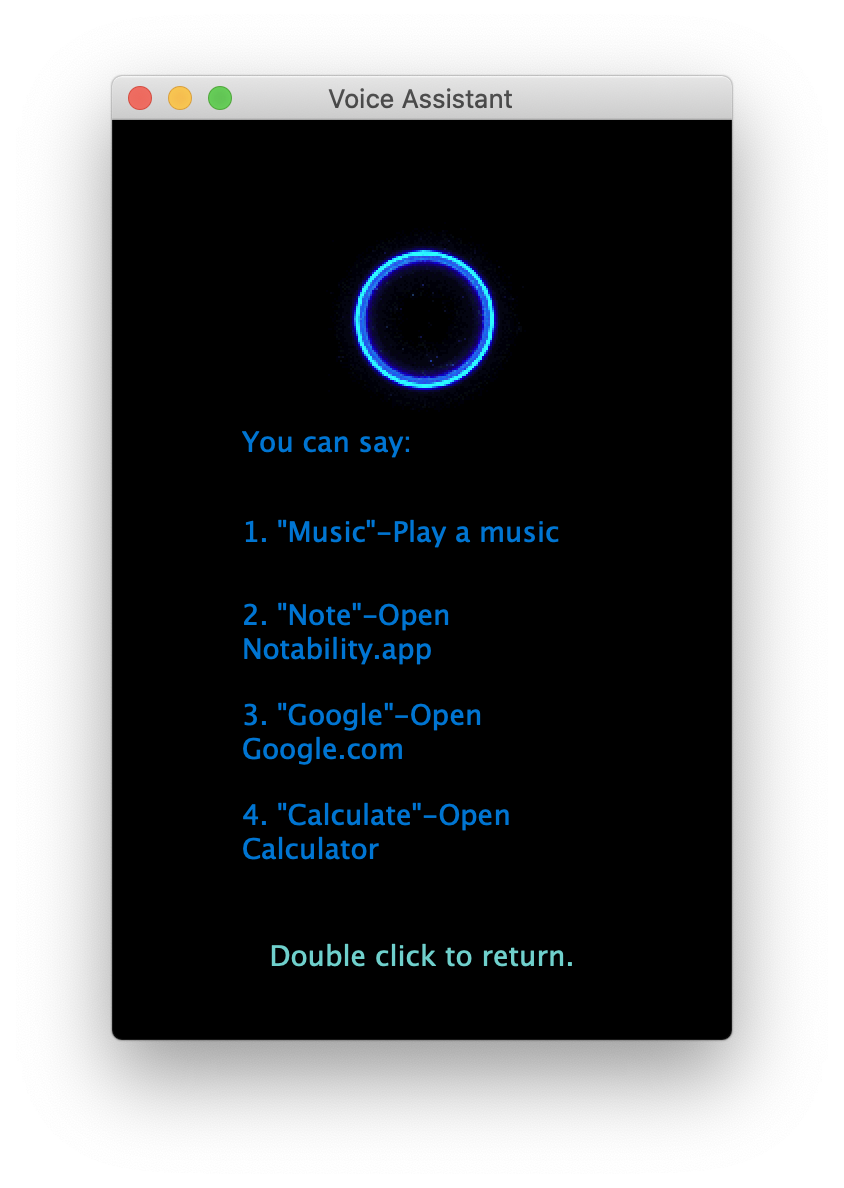 Voice Assistant
You can say:
1. "Music"-Play a music
2. "Note"-Open
Notability.app
3. "Google"-Open
Google.com
4. "Calculate"-Open
Calculator
Double click to return.